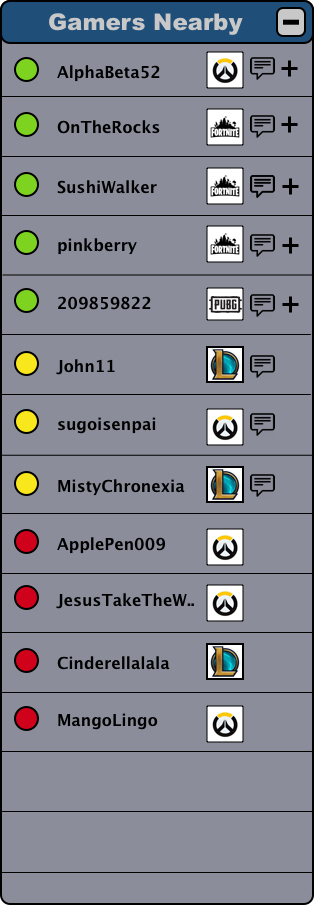 Gamers Nearby
AlphaBeta52
OnTheRocks
FORTNITE
SushiWalker
FORTNITE
pinkberry
FORTNITE
209859822
PUBG
John11
sugoisenpai
MistyChronexia
ApplePen009
JesusTakeTheW..
Cinderellalala
MangoLingo